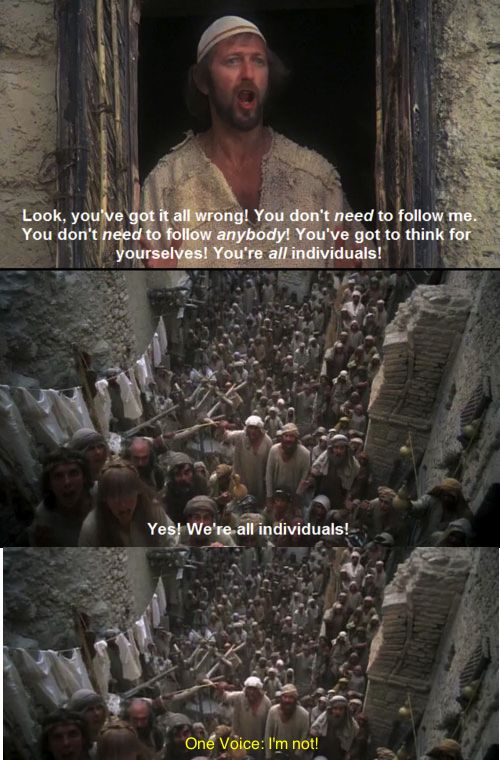 Look, you've got it all wrong! You don't need to follow me.
You don't need to follow anybody! You've got to think for
yourselves! You're all individuals!
Yes! We're all individuals!
One Voice: I'm not!